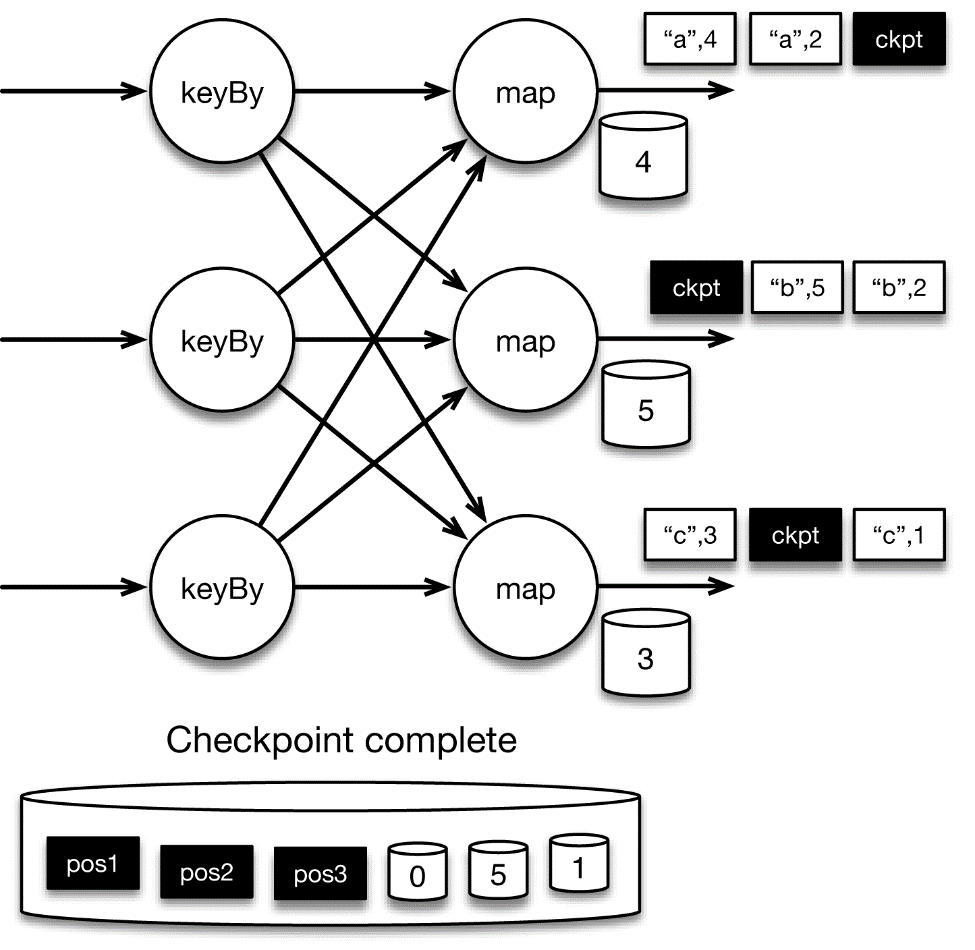 “a”,4 “a”,2 ckpt
keyBy map
4
ckpt “b”,5 “b”,2
keyBy map
5
“c”,3 ckpt “c”,1
keyBy map
3
Checkpoint complete
pos1 pos2 pos3 0 5 1